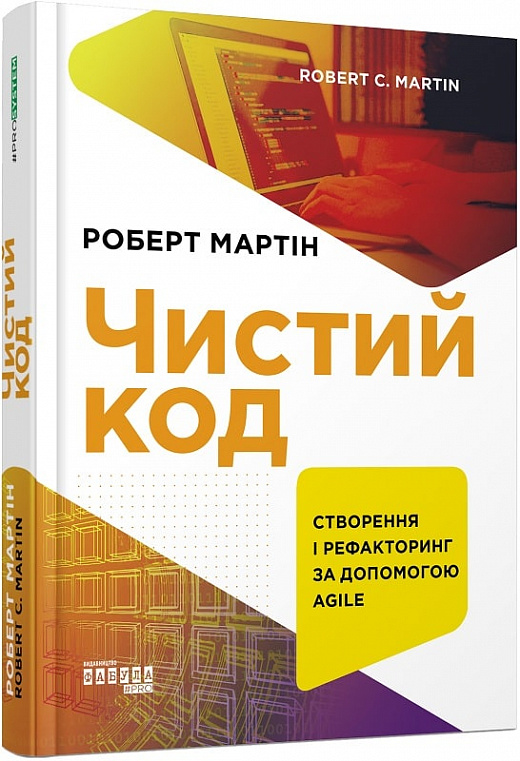 ROBERT C. MARTIN
РОБЕРТ МАРТІН
Чистий
код
СТВОРЕННЯ
І РЕФАКТОРИНГ
ЗА ДОПОМОГОЮ
AGILE
ВИДАВНИЦТВО
ФАБУЛА
#PRO
#PROSYSTEM
Чистий
код
РОБЕРТ МАРТІН
ROBERT C. MARTIN